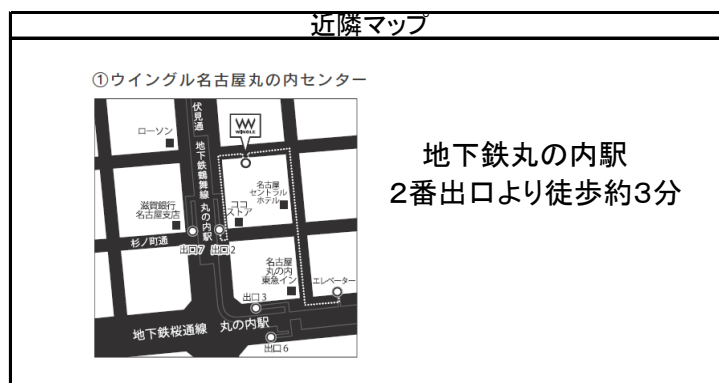 近隣マップ
①ウイングル名古屋丸の内センター
伏見通
WINGLE
ローソン
地下鉄鶴舞線 丸の内駅
名古屋
セントラル
ホテル
滋賀銀行
名古屋支店
ココ
ストア
杉ノ町通
出口7
出口2
名古屋
丸の内
東急イン
エレベーター
出口3
地下鉄桜通線 丸の内駅
出口6
地下鉄丸の内駅
2番出口より徒歩約3分